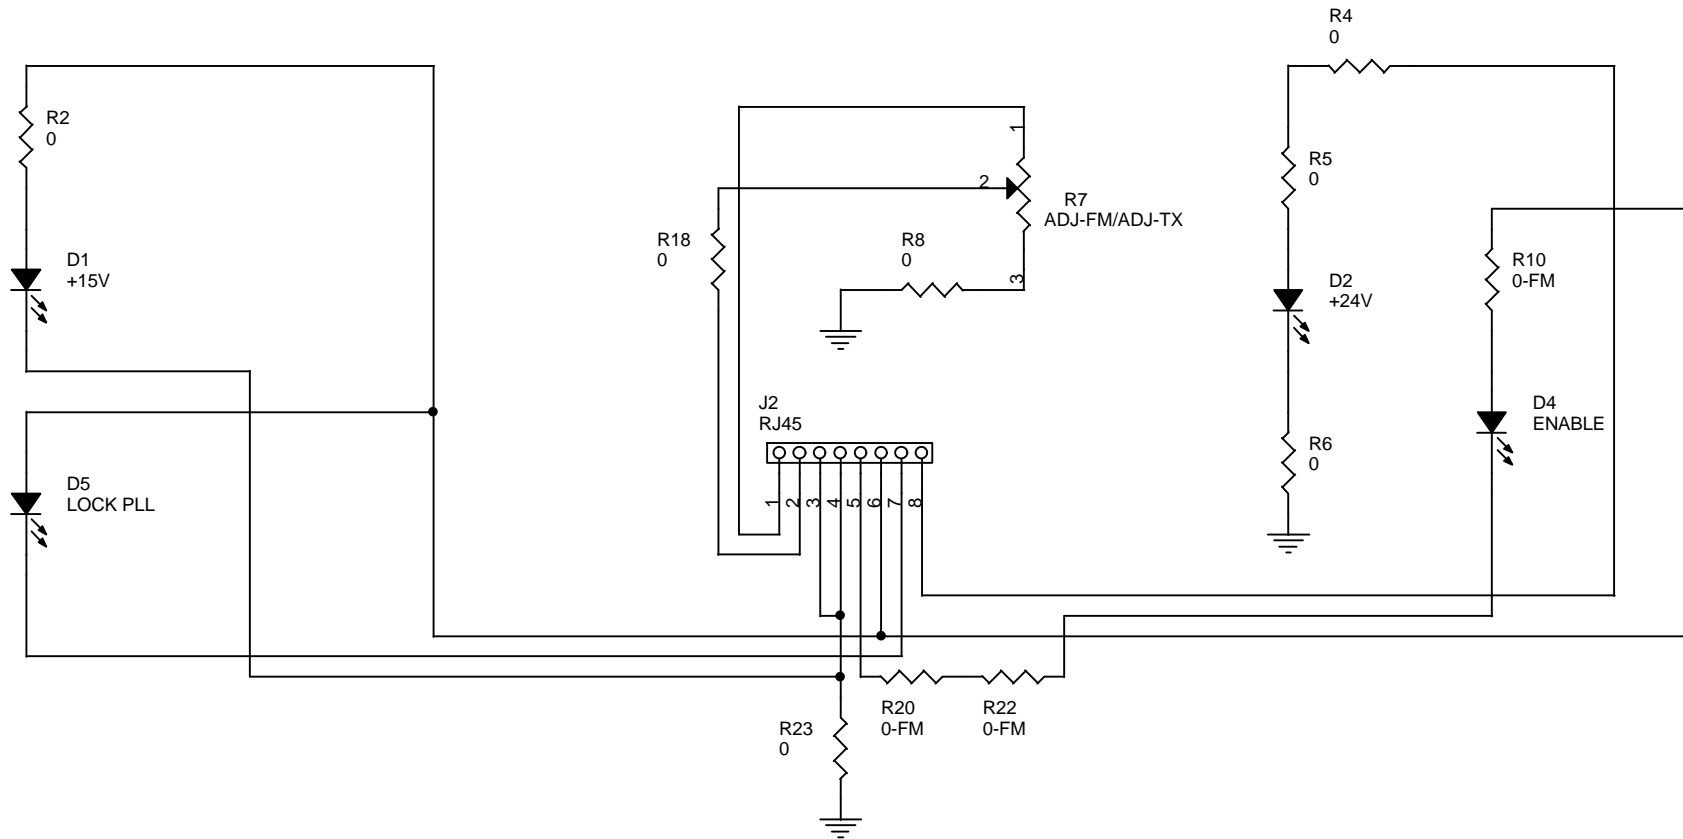 R4
0
R2
0
1
R5
0
2
R7
ADJ-FM/ADJ-TX
R18
0
R8
0
D1
+15V
3
D2
+24V
R10
0-FM
J2
RJ45
D4
ENABLE
R6
0
D5
LOCK PLL
1 2 3 4 5 6 7 8
R20
0-FM
R22
0-FM
R23
0